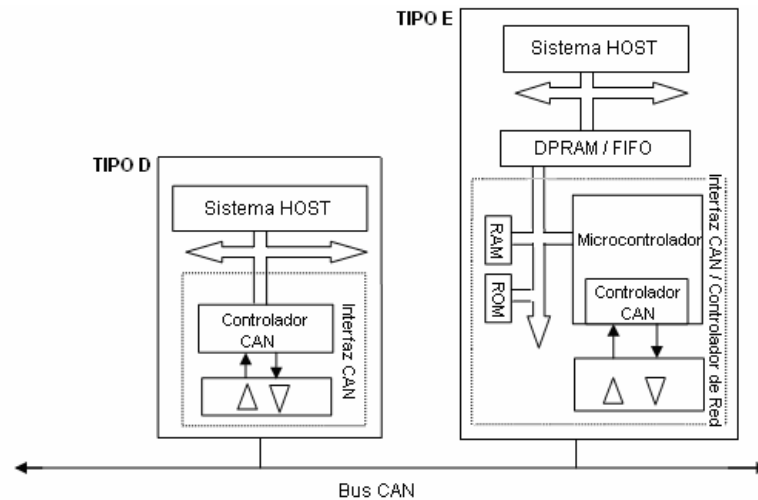 TIPO D
Sistema HOST
Controlador
CAN
Interfaz CAN
TIPO E
Sistema HOST
DPRAM / FIFO
RAM
ROM
Microcontrolador
Controlador
CAN
Interfaz CAN / Controlador de Red
Bus CAN